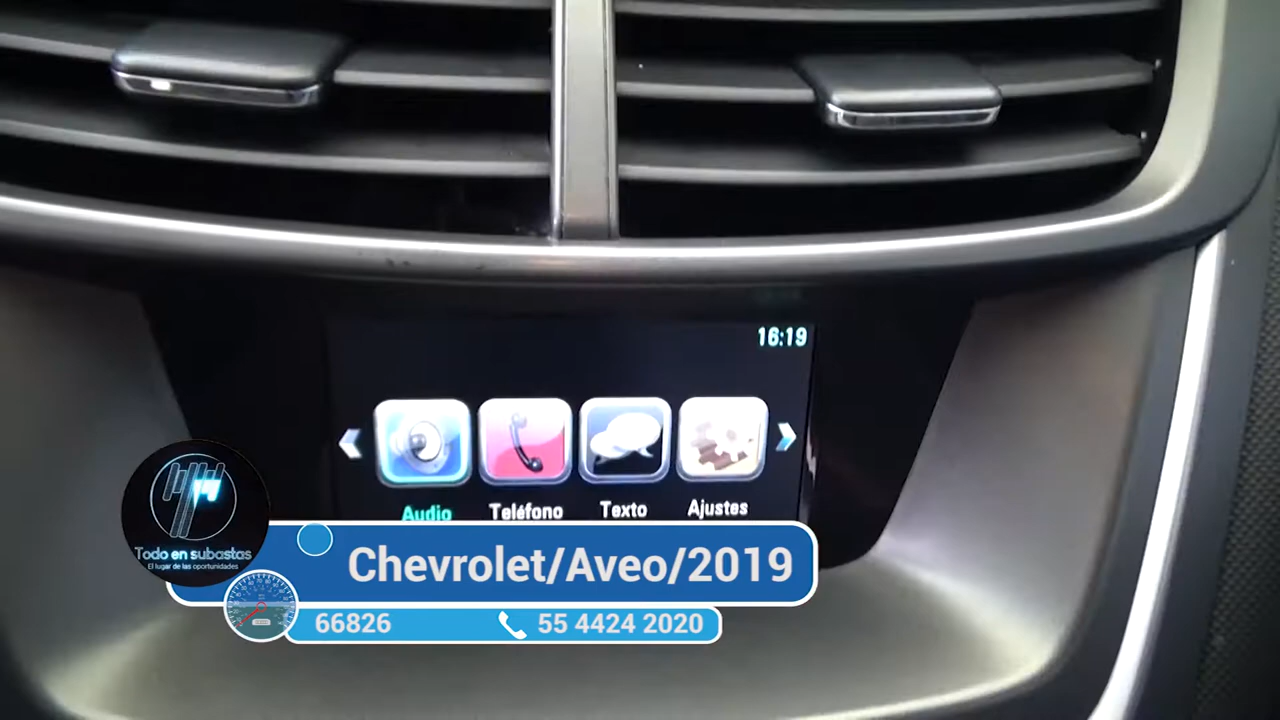 16:19
Audio Teléfono Texto Ajustes
Todo en subastas
El lugar de las oportunidades
Chevrolet/Aveo/2019
66826 55 4424 2020